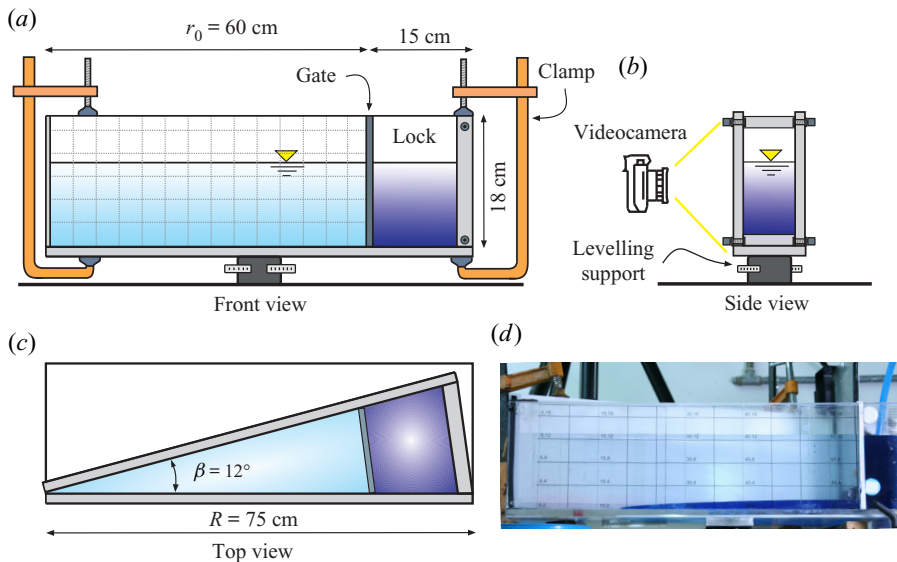 (a)
r₀ = 60 cm
15 cm
Gate
Clamp
(b)
Lock
Videocamera
18 cm
Levelling
support
Front view
Side view
(c)
(d)
β = 12°
R = 75 cm
Top view